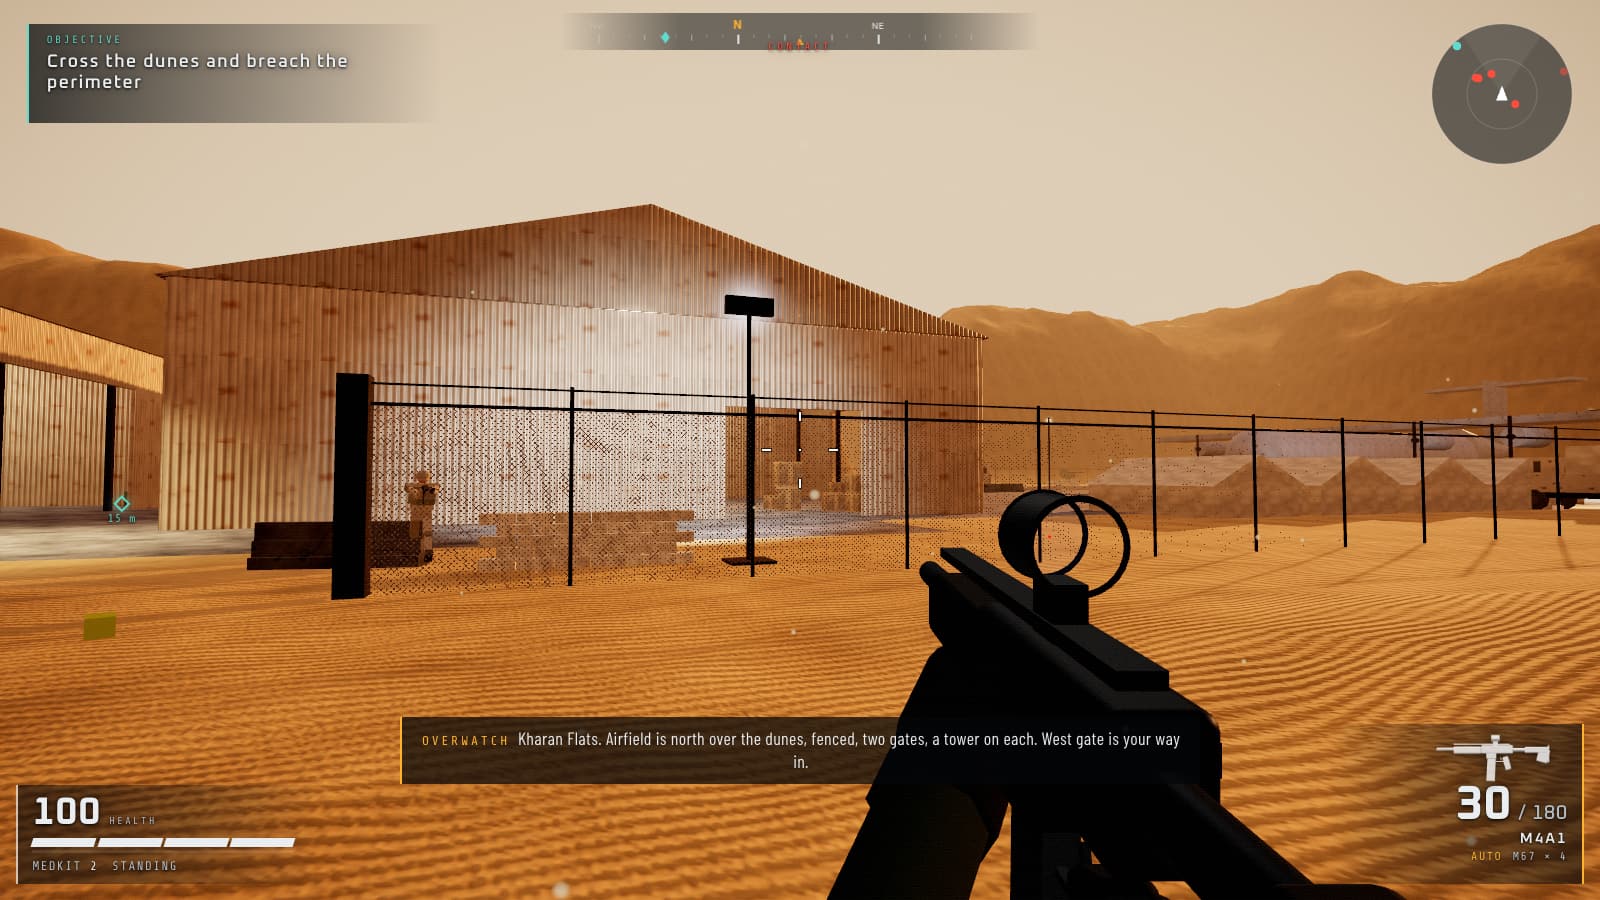 OBJECTIVE
Cross the dunes and breach the
perimeter
N
NE
CONTACT
15 m
OVERWATCH Kharan Flats. Airfield is north over the dunes, fenced, two gates, a tower on each. West gate is your way
in.
100 HEALTH
MEDKIT 2 STANDING
30 / 180
M4A1
AUTO M67 × 4